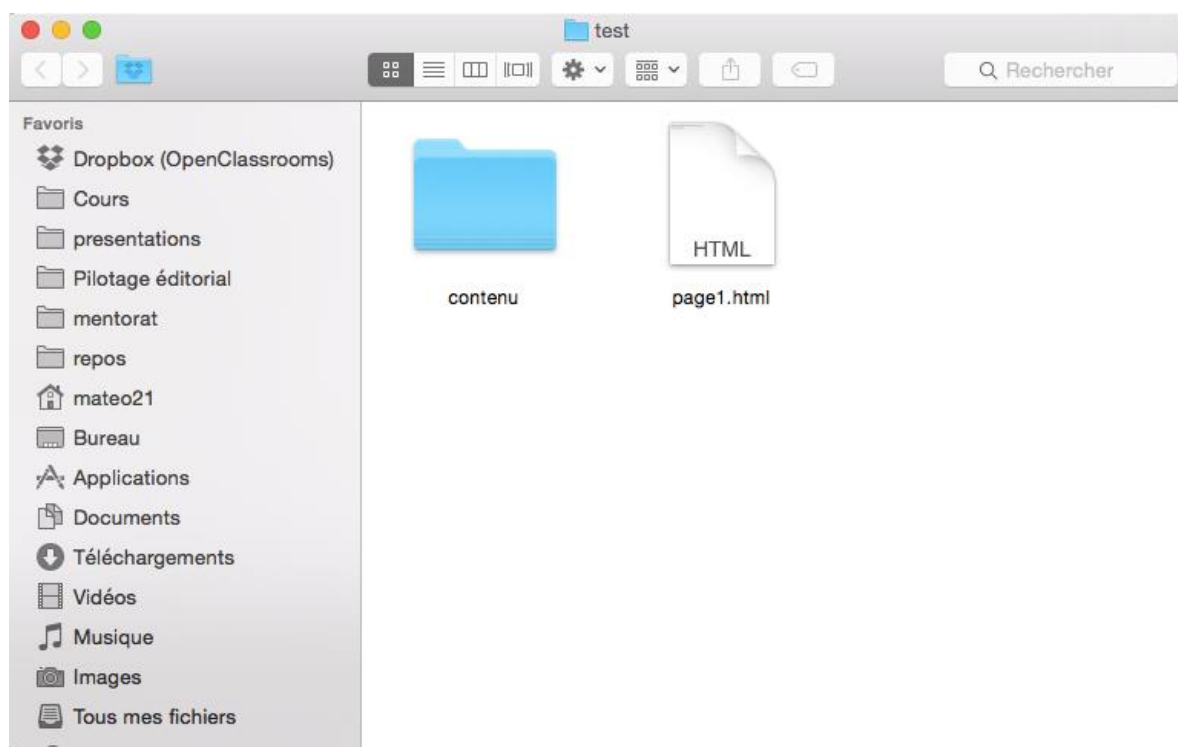 test
Rechercher
Favoris
Dropbox (OpenClassrooms)
Cours
presentations
Pilotage éditorial
mentorat
repos
mateo21
Bureau
Applications
Documents
Téléchargements
Vidéos
Musique
Images
Tous mes fichiers
HTML
contenu
page1.html